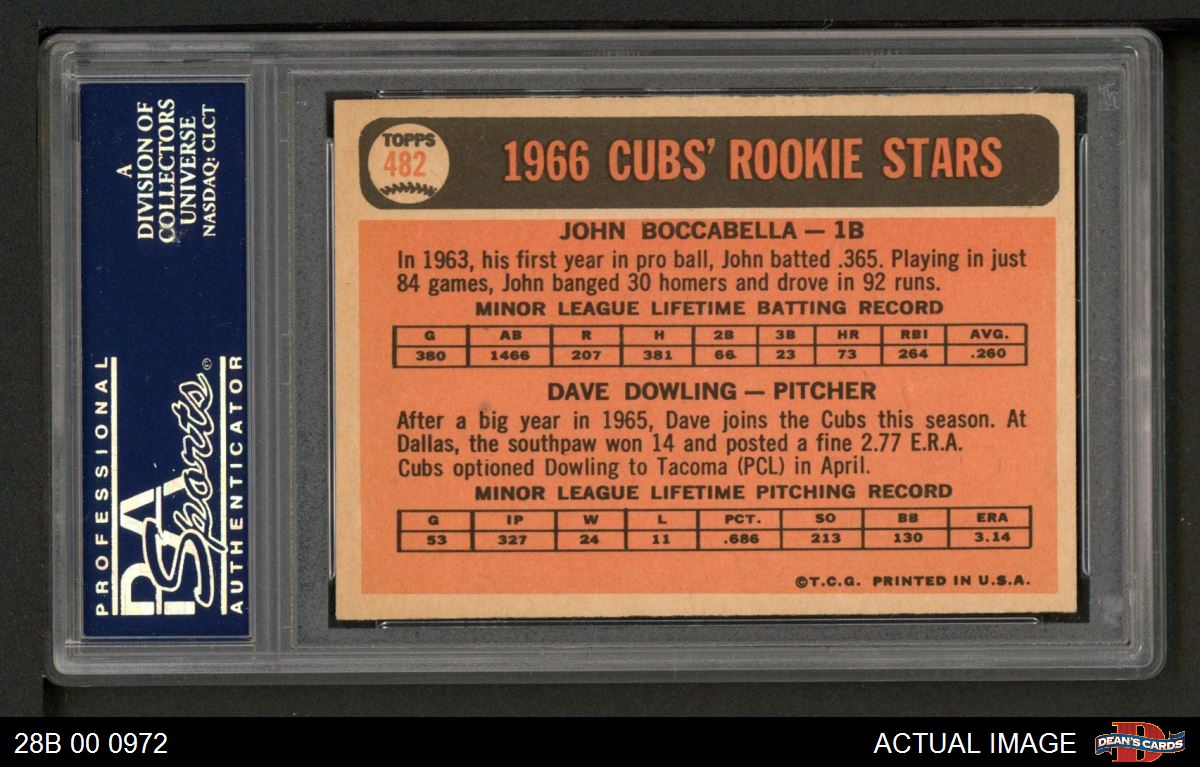 A
DIVISION OF
COLLECTORS
UNIVERSE
NASDAQ: CLCT
PROFESSIONAL
PSA
Sports®
AUTHENTICATOR
TOPPS
482
1966 CUBS' ROOKIE STARS
JOHN BOCCABELLA — 1B
In 1963, his first year in pro ball, John batted .365. Playing in just
84 games, John banged 30 homers and drove in 92 runs.
MINOR LEAGUE LIFETIME BATTING RECORD
G AB R H 2B 3B HR RBI AVG.
380 1466 207 381 66 23 73 264 .260
DAVE DOWLING — PITCHER
After a big year in 1965, Dave joins the Cubs this season. At
Dallas, the southpaw won 14 and posted a fine 2.77 E.R.A.
Cubs optioned Dowling to Tacoma (PCL) in April.
MINOR LEAGUE LIFETIME PITCHING RECORD
G IP W L PCT. SO BB ERA
53 327 24 11 .686 213 130 3.14
©T.C.G. PRINTED IN U.S.A.
28B 00 0972
ACTUAL IMAGE
D
DEAN'S CARDS